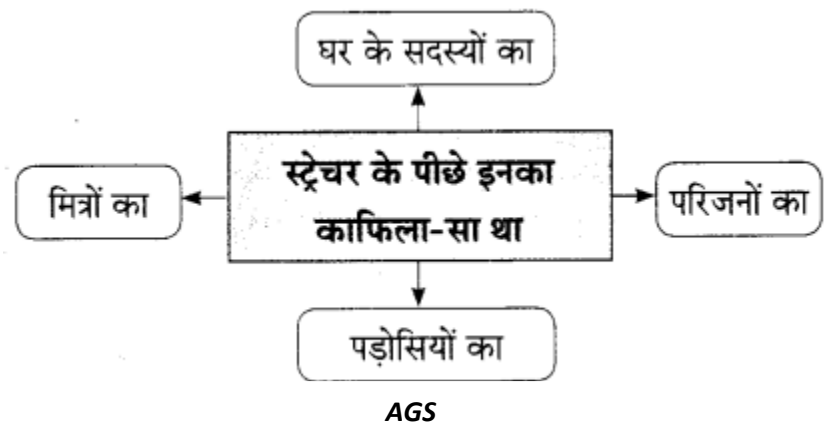 घर के सदस्यों का
स्ट्रेचर के पीछे इनका
काफिला-सा था
मित्रों का
परिजनों का
पड़ोसियों का
AGS